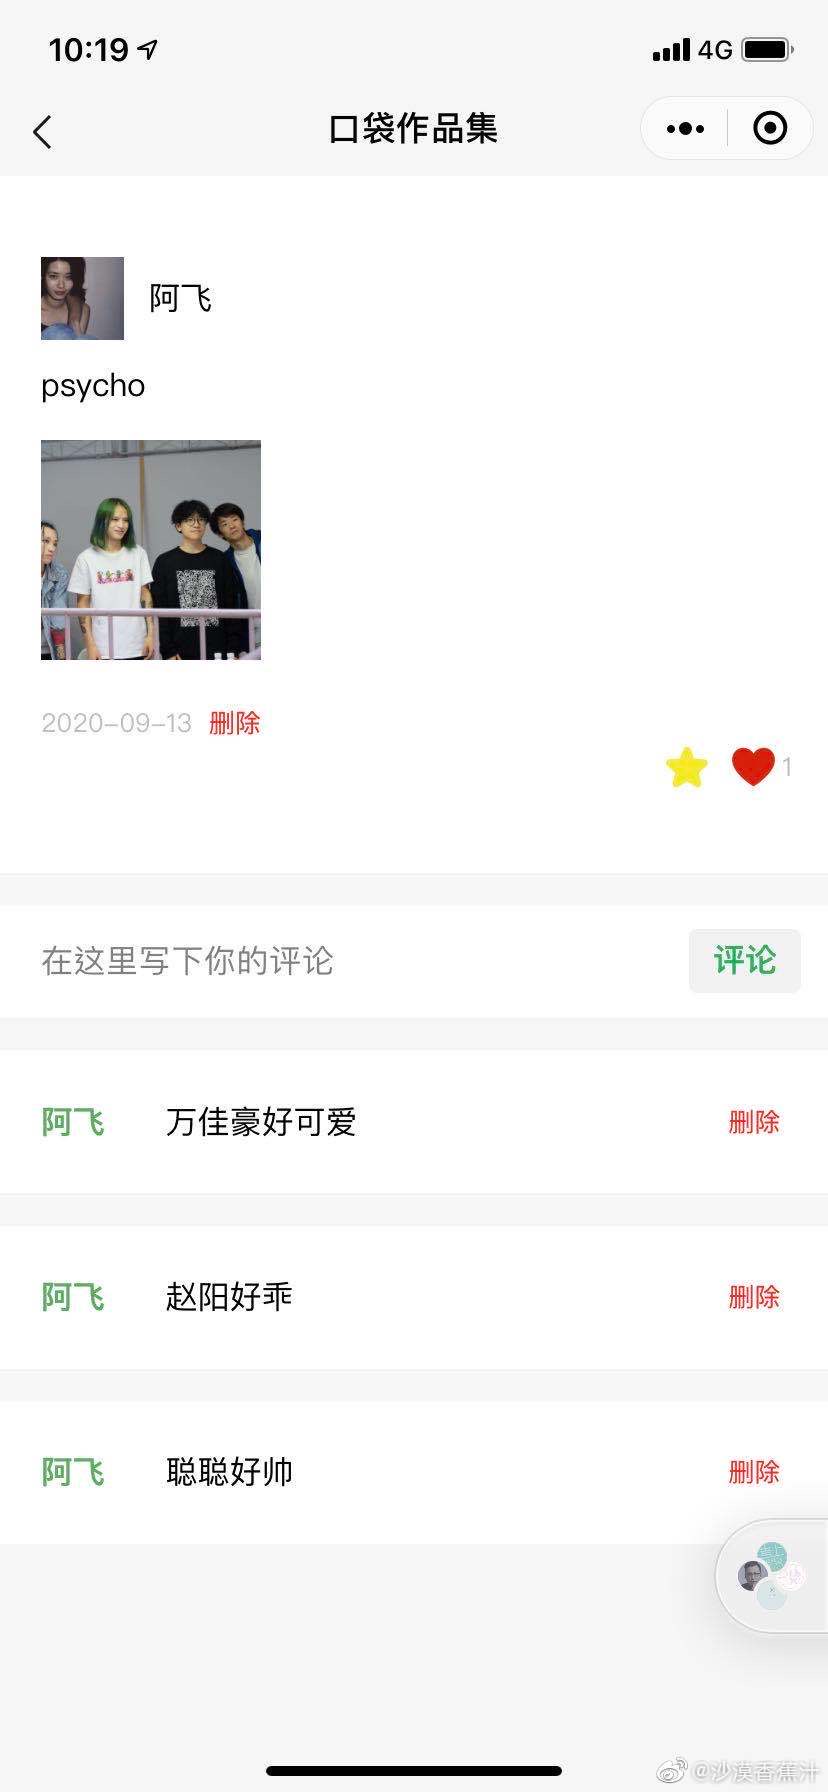 10:19
4G
口袋作品集
阿飞
psycho
2020-09-13 删除
1
在这里写下你的评论 评论
阿飞 万佳豪好可爱 删除
阿飞 赵阳好乖 删除
阿飞 聪聪好帅 删除
@沙漠香蕉汁